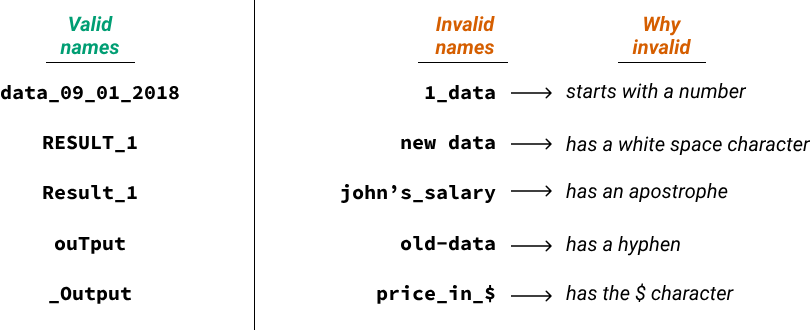 Valid names
Invalid names
Why invalid
data_09_01_2018
1_data → starts with a number
RESULT_1
new data → has a white space character
Result_1
john’s_salary → has an apostrophe
ouTput
old-data → has a hyphen
_Output
price_in_$ → has the $ character